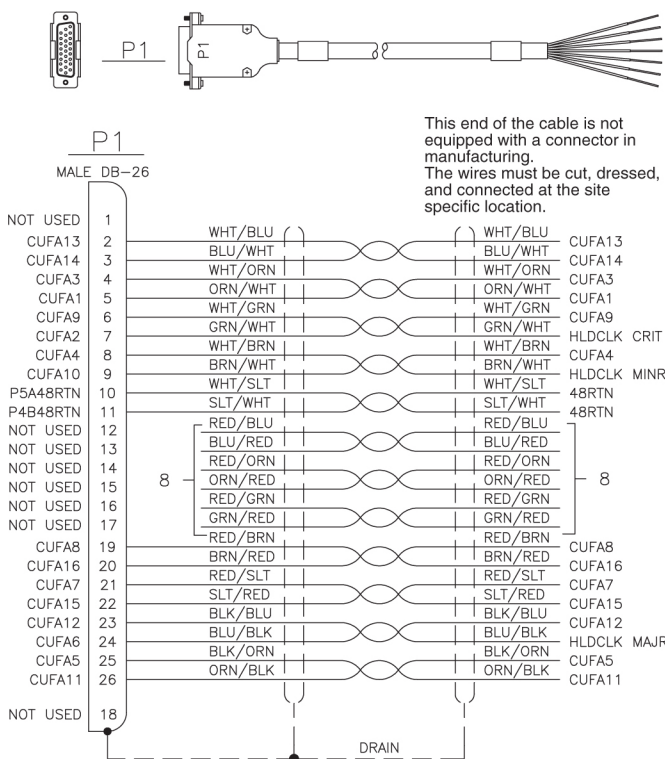 P1
P1
This end of the cable is not
equipped with a connector in
manufacturing.
The wires must be cut, dressed,
and connected at the site
specific location.
P1
MALE DB-26
NOT USED 1
CUFA13 2 WHT/BLU WHT/BLU CUFA13
CUFA14 3 BLU/WHT BLU/WHT CUFA14
CUFA3 4 WHT/ORN WHT/ORN CUFA3
CUFA1 5 ORN/WHT ORN/WHT CUFA1
CUFA9 6 WHT/GRN WHT/GRN CUFA9
CUFA2 7 GRN/WHT GRN/WHT HLDCLK CRIT
CUFA4 8 WHT/BRN WHT/BRN CUFA4
CUFA10 9 BRN/WHT BRN/WHT HLDCLK MINR
P5A48RTN 10 WHT/SLT WHT/SLT 48RTN
P4B48RTN 11 SLT/WHT SLT/WHT 48RTN
NOT USED 12 RED/BLU RED/BLU
NOT USED 13 BLU/RED BLU/RED
NOT USED 14 RED/ORN RED/ORN
NOT USED 15 8 ORN/RED ORN/RED 8
NOT USED 16 RED/GRN RED/GRN
NOT USED 17 GRN/RED GRN/RED
CUFA8 19 RED/BRN RED/BRN CUFA8
CUFA16 20 BRN/RED BRN/RED CUFA16
CUFA7 21 RED/SLT RED/SLT CUFA7
CUFA15 22 SLT/RED SLT/RED CUFA15
CUFA12 23 BLK/BLU BLK/BLU CUFA12
CUFA6 24 BLU/BLK BLU/BLK HLDCLK MAJR
CUFA5 25 BLK/ORN BLK/ORN CUFA5
CUFA11 26 ORN/BLK ORN/BLK CUFA11
NOT USED 18
DRAIN